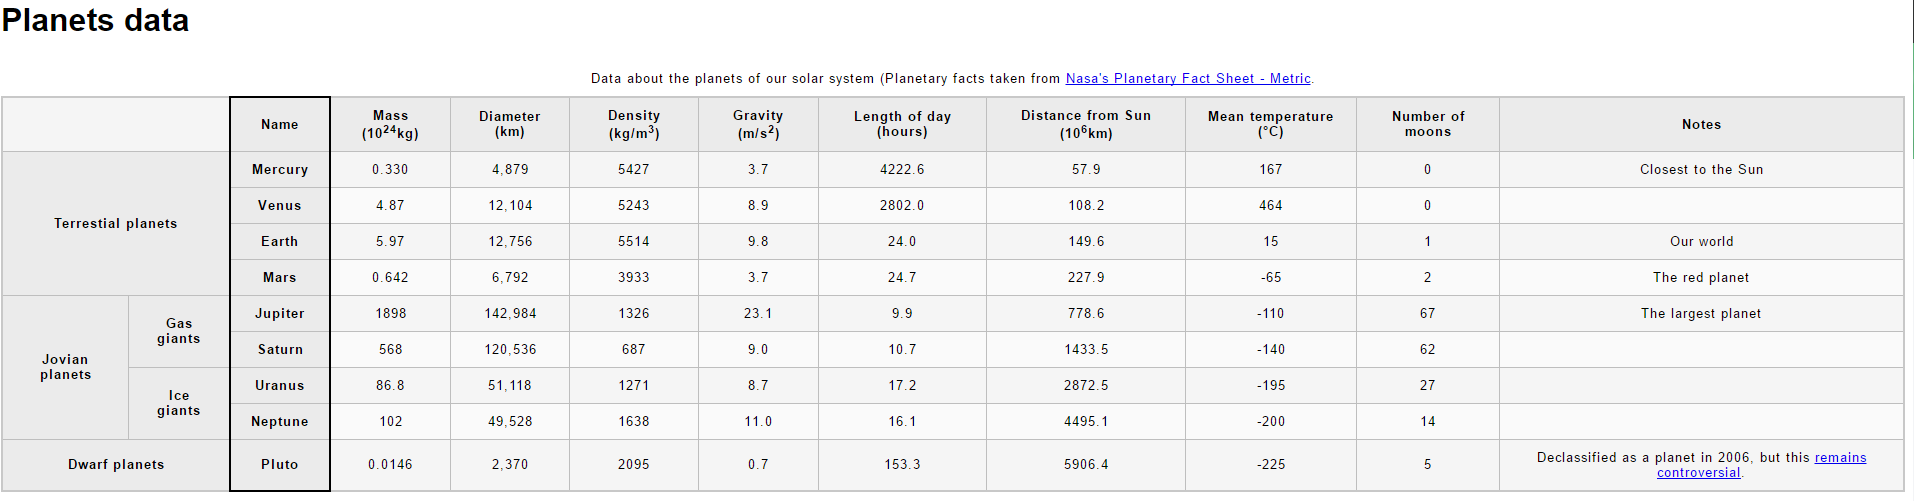 Planets data
Data about the planets of our solar system (Planetary facts taken from Nasa's Planetary Fact Sheet - Metric.
Name Mass (10²⁴kg) Diameter (km) Density (kg/m³) Gravity (m/s²) Length of day (hours) Distance from Sun (10⁶km) Mean temperature (°C) Number of moons Notes
Terrestial planets
Mercury 0.330 4,879 5427 3.7 4222.6 57.9 167 0 Closest to the Sun
Venus 4.87 12,104 5243 8.9 2802.0 108.2 464 0
Earth 5.97 12,756 5514 9.8 24.0 149.6 15 1 Our world
Mars 0.642 6,792 3933 3.7 24.7 227.9 -65 2 The red planet
Jovian planets
Gas giants
Jupiter 1898 142,984 1326 23.1 9.9 778.6 -110 67 The largest planet
Saturn 568 120,536 687 9.0 10.7 1433.5 -140 62
Ice giants
Uranus 86.8 51,118 1271 8.7 17.2 2872.5 -195 27
Neptune 102 49,528 1638 11.0 16.1 4495.1 -200 14
Dwarf planets
Pluto 0.0146 2,370 2095 0.7 153.3 5906.4 -225 5 Declassified as a planet in 2006, but this remains controversial.